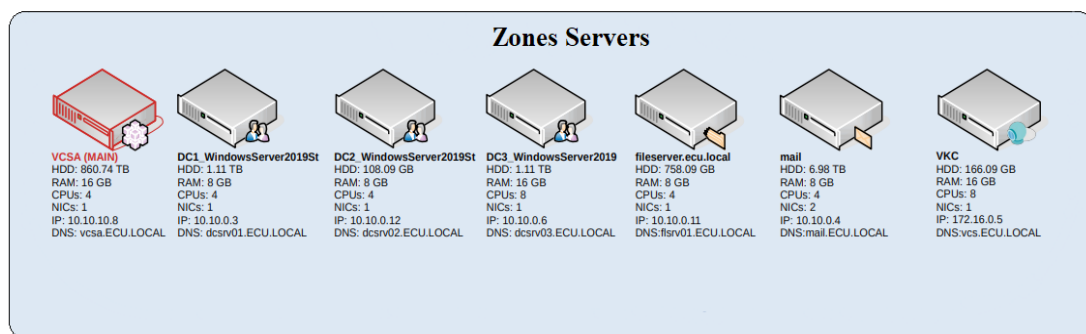 Zones Servers
VCSA (MAIN)
HDD: 860.74 TB
RAM: 16 GB
CPUs: 4
NICs: 1
IP: 10.10.10.8
DNS: vcsa.ECU.LOCAL
DC1_WindowsServer2019St
HDD: 1.11 TB
RAM: 8 GB
CPUs: 4
NICs: 1
IP: 10.10.0.3
DNS: dcsrv01.ECU.LOCAL
DC2_WindowsServer2019St
HDD: 108.09 GB
RAM: 8 GB
CPUs: 4
NICs: 1
IP: 10.10.0.12
DNS: dcsrv02.ECU.LOCAL
DC3_WindowsServer2019
HDD: 1.11 TB
RAM: 16 GB
CPUs: 8
NICs: 1
IP: 10.10.0.6
DNS: dcsrv03.ECU.LOCAL
fileserver.ecu.local
HDD: 758.09 GB
RAM: 8 GB
CPUs: 4
NICs: 1
IP: 10.10.0.11
DNS:flsrv01.ECU.LOCAL
mail
HDD: 6.98 TB
RAM: 8 GB
CPUs: 4
NICs: 2
IP: 10.10.0.4
DNS:mail.ECU.LOCAL
VKC
HDD: 166.09 GB
RAM: 16 GB
CPUs: 8
NICs: 1
IP: 172.16.0.5
DNS:vcs.ECU.LOCAL